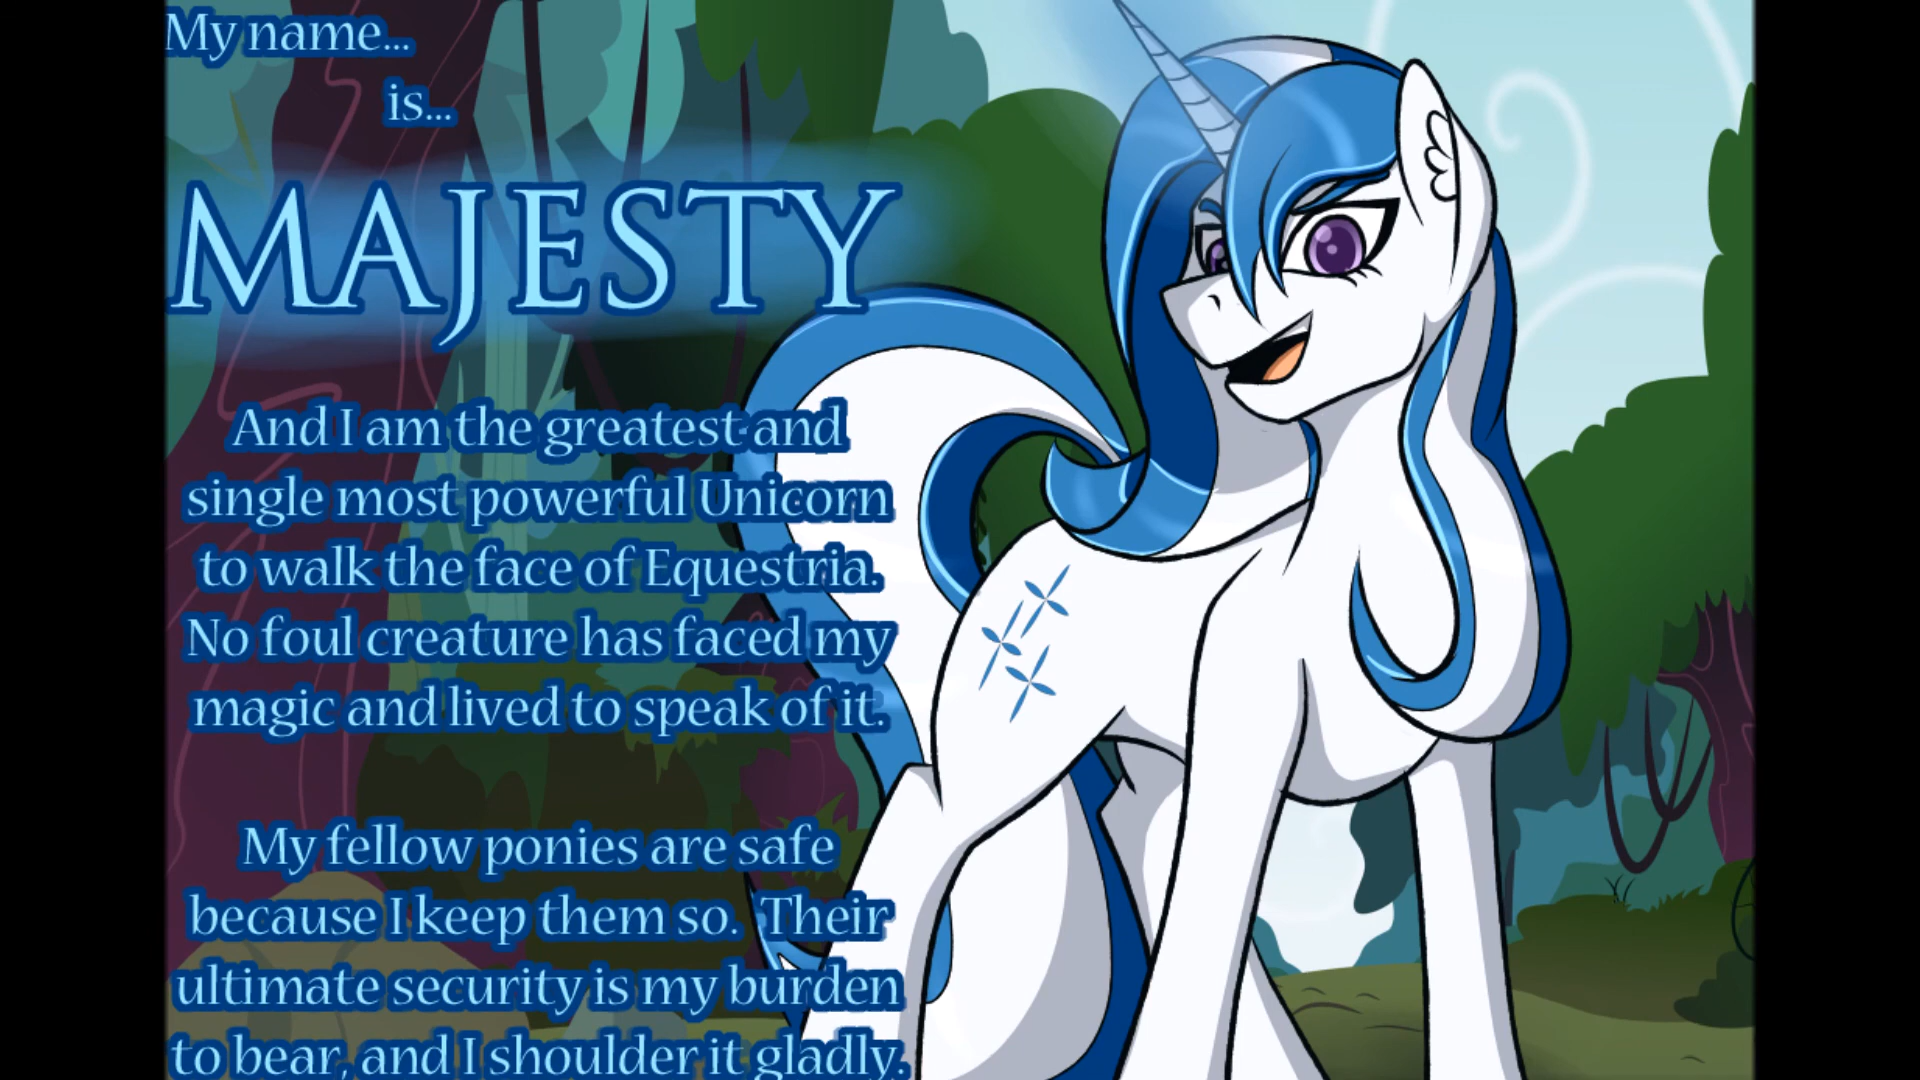 My name...
is...
MAJESTY
And I am the greatest and
single most powerful Unicorn
to walk the face of Equestria.
No foul creature has faced my
magic and lived to speak of it.
My fellow ponies are safe
because I keep them so.  Their
ultimate security is my burden
to bear, and I shoulder it gladly.